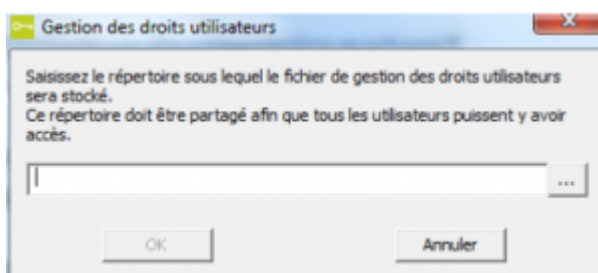 Gestion des droits utilisateurs
Saisissez le répertoire sous lequel le fichier de gestion des droits utilisateurs
sera stocké.
Ce répertoire doit être partagé afin que tous les utilisateurs puissent y avoir
accès.
...
OK
Annuler